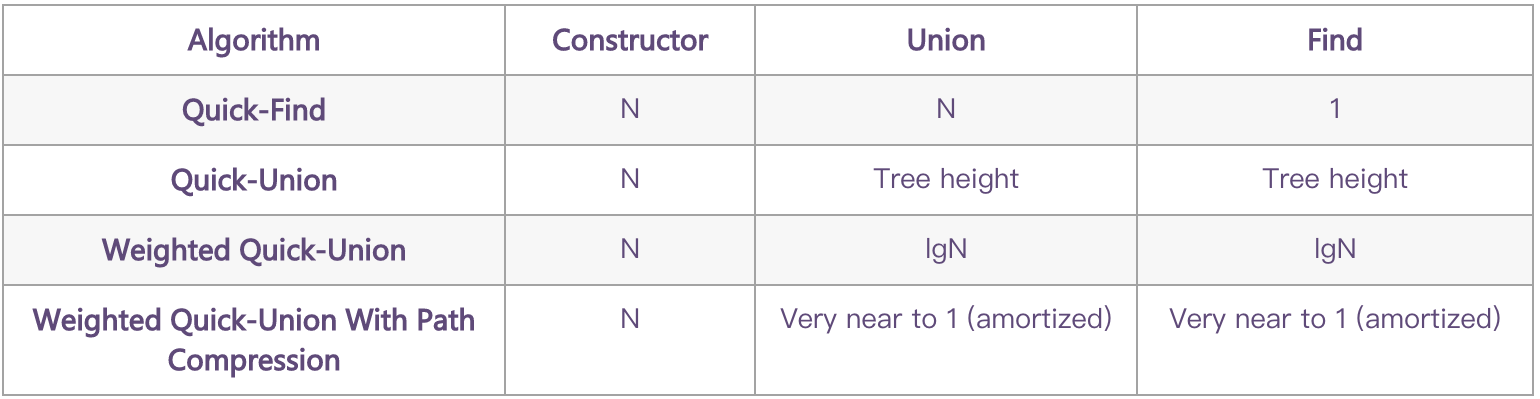 Algorithm Constructor Union Find
Quick-Find N N 1
Quick-Union N Tree height Tree height
Weighted Quick-Union N lgN lgN
Weighted Quick-Union With Path N Very near to 1 (amortized) Very near to 1 (amortized)
Compression